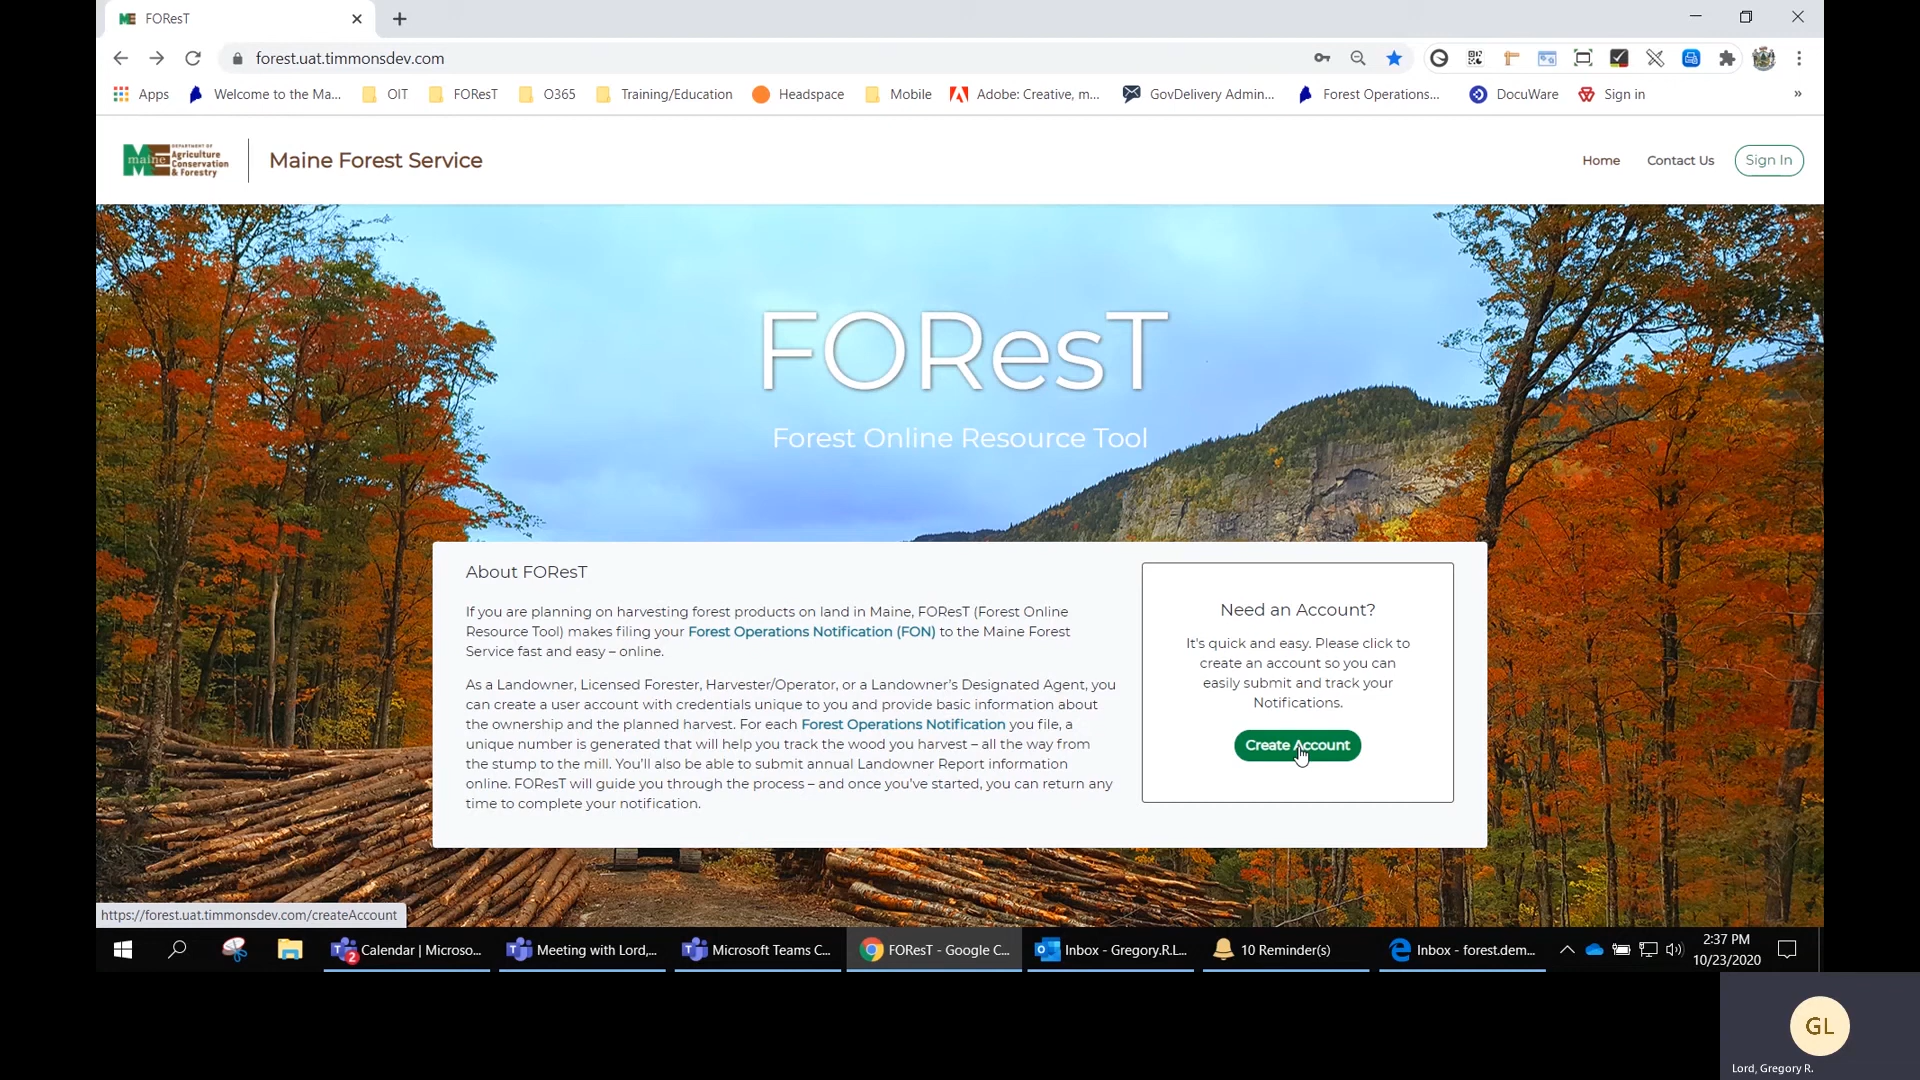 FOResT
forest.uat.timmonsdev.com
Apps
Welcome to the Ma...
OIT
FOResT
O365
Training/Education
Headspace
Mobile
Adobe: Creative, m...
GovDelivery Admin...
Forest Operations...
DocuWare
Sign in
»
maine
DEPARTMENT OF
Agriculture
Conservation
& Forestry
Maine Forest Service
Home
Contact Us
Sign In
FOResT
Forest Online Resource Tool
About FOResT
If you are planning on harvesting forest products on land in Maine, FOResT (Forest Online
Resource Tool) makes filing your Forest Operations Notification (FON) to the Maine Forest
Service fast and easy – online.
As a Landowner, Licensed Forester, Harvester/Operator, or a Landowner's Designated Agent, you
can create a user account with credentials unique to you and provide basic information about
the ownership and the planned harvest. For each Forest Operations Notification you file, a
unique number is generated that will help you track the wood you harvest – all the way from
the stump to the mill. You'll also be able to submit annual Landowner Report information
online. FOResT will guide you through the process – and once you've started, you can return any
time to complete your notification.
Need an Account?
It's quick and easy. Please click to
create an account so you can
easily submit and track your
Notifications.
Create Account
https://forest.uat.timmonsdev.com/createAccount
2
Calendar | Microso...
Meeting with Lord,...
Microsoft Teams C...
FOResT - Google C...
Inbox - Gregory.R.L...
10 Reminder(s)
Inbox - forest.dem...
2:37 PM
10/23/2020
GL
Lord, Gregory R.